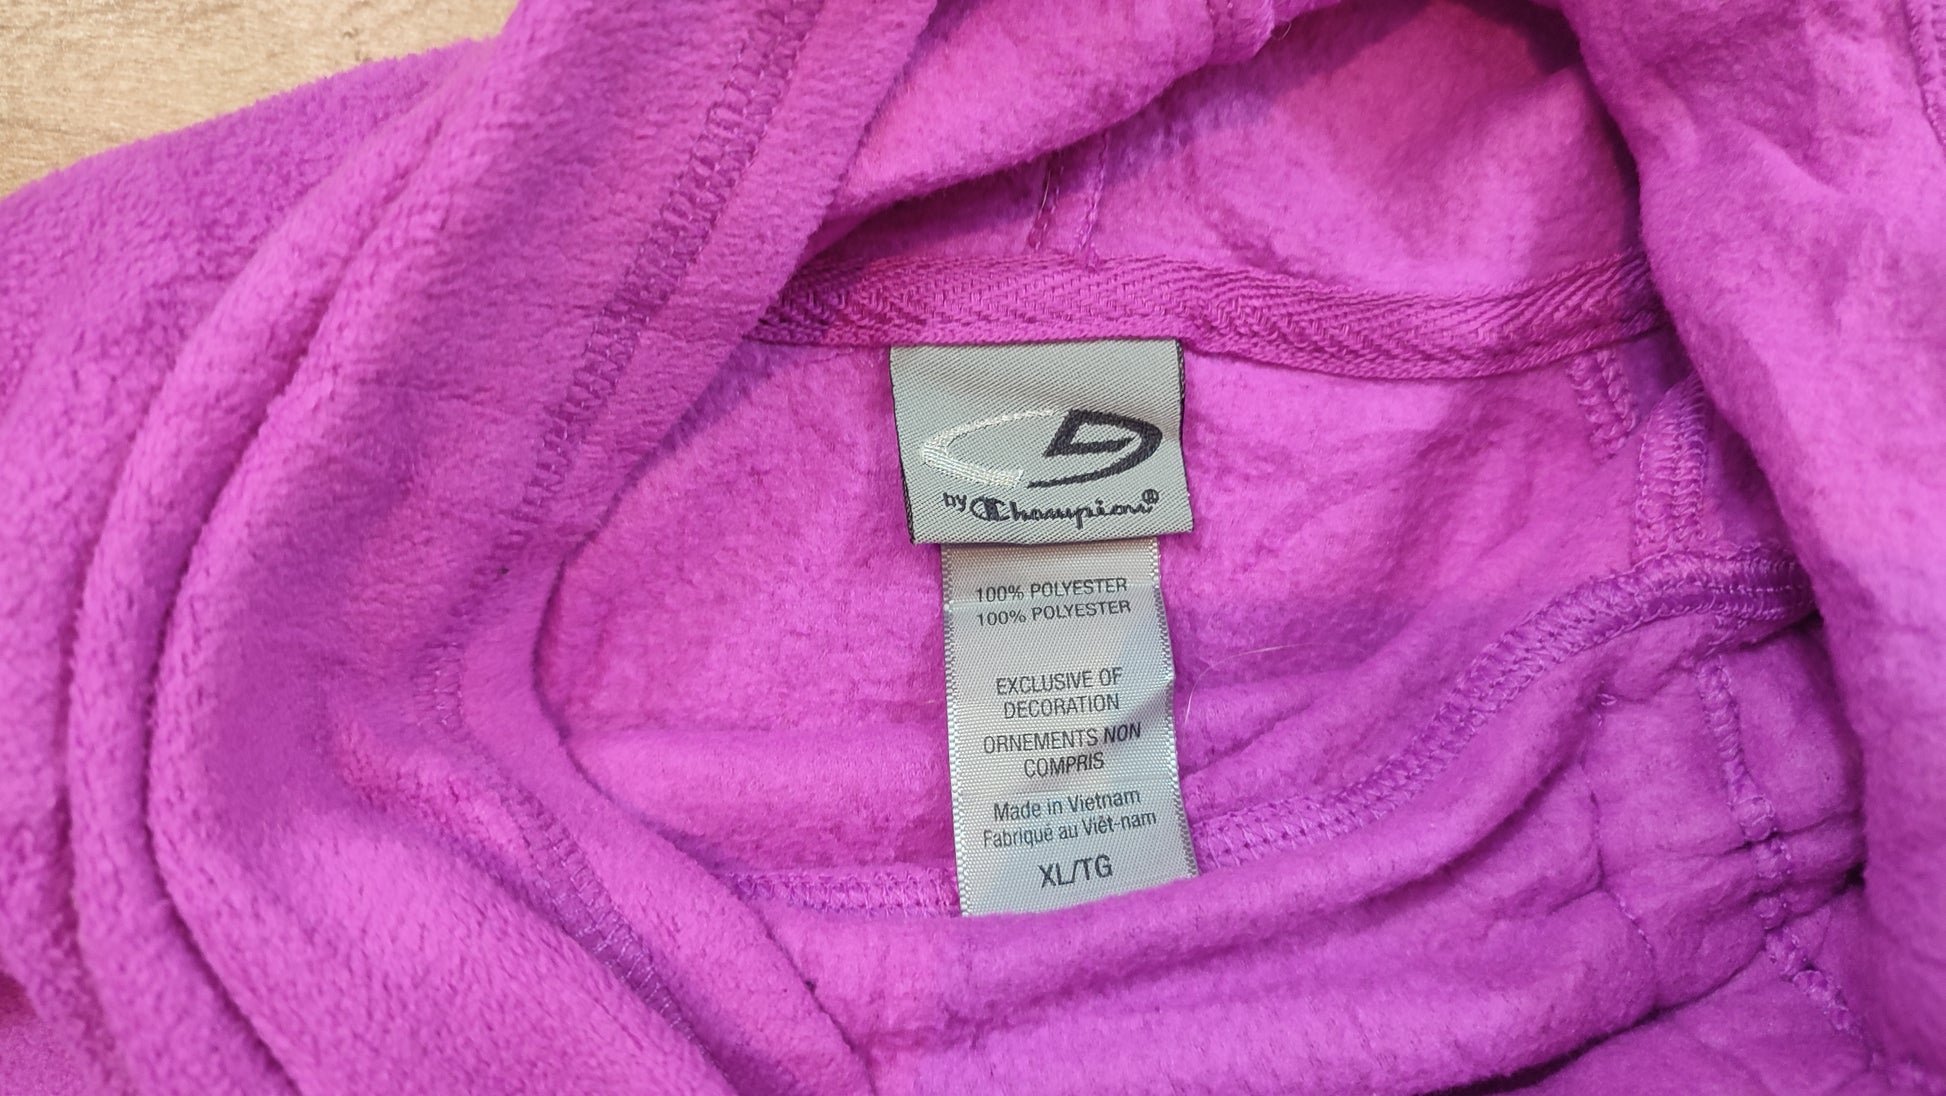 by Champion®
100% POLYESTER
100% POLYESTER
EXCLUSIVE OF
DECORATION
ORNEMENTS NON
COMPRIS
Made in Vietnam
Fabriqué au Viêt-nam
XL/TG